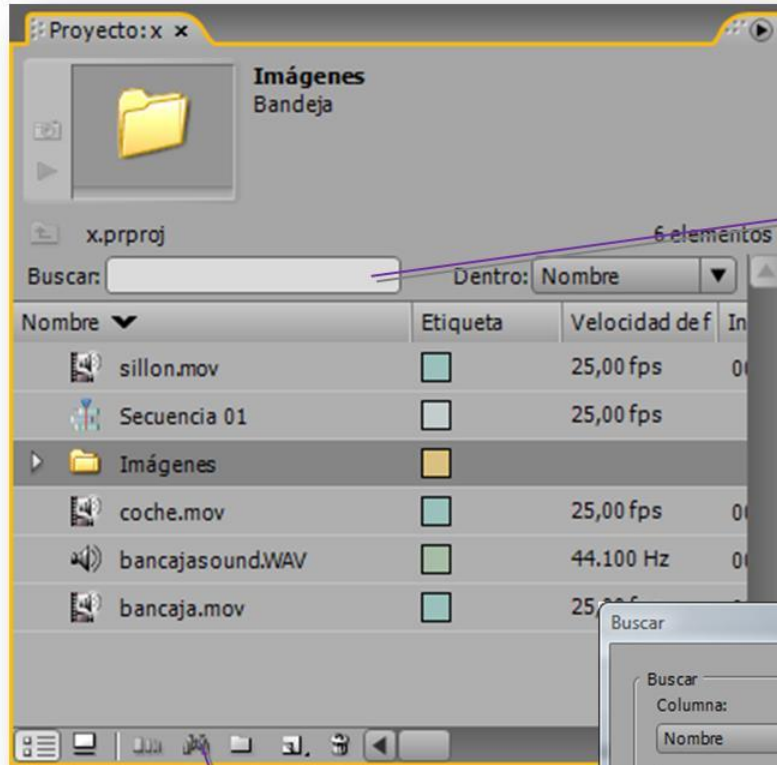 Proyecto: x
Imágenes
Bandeja
x.prproj 6 elementos
Buscar: Dentro: Nombre
Nombre Etiqueta Velocidad de f In
sillon.mov 25,00 fps
Secuencia 01 25,00 fps
Imágenes
coche.mov 25,00 fps
bancajasound.WAV 44.100 Hz
bancaja.mov
Buscar
Buscar
Columna:
Nombre